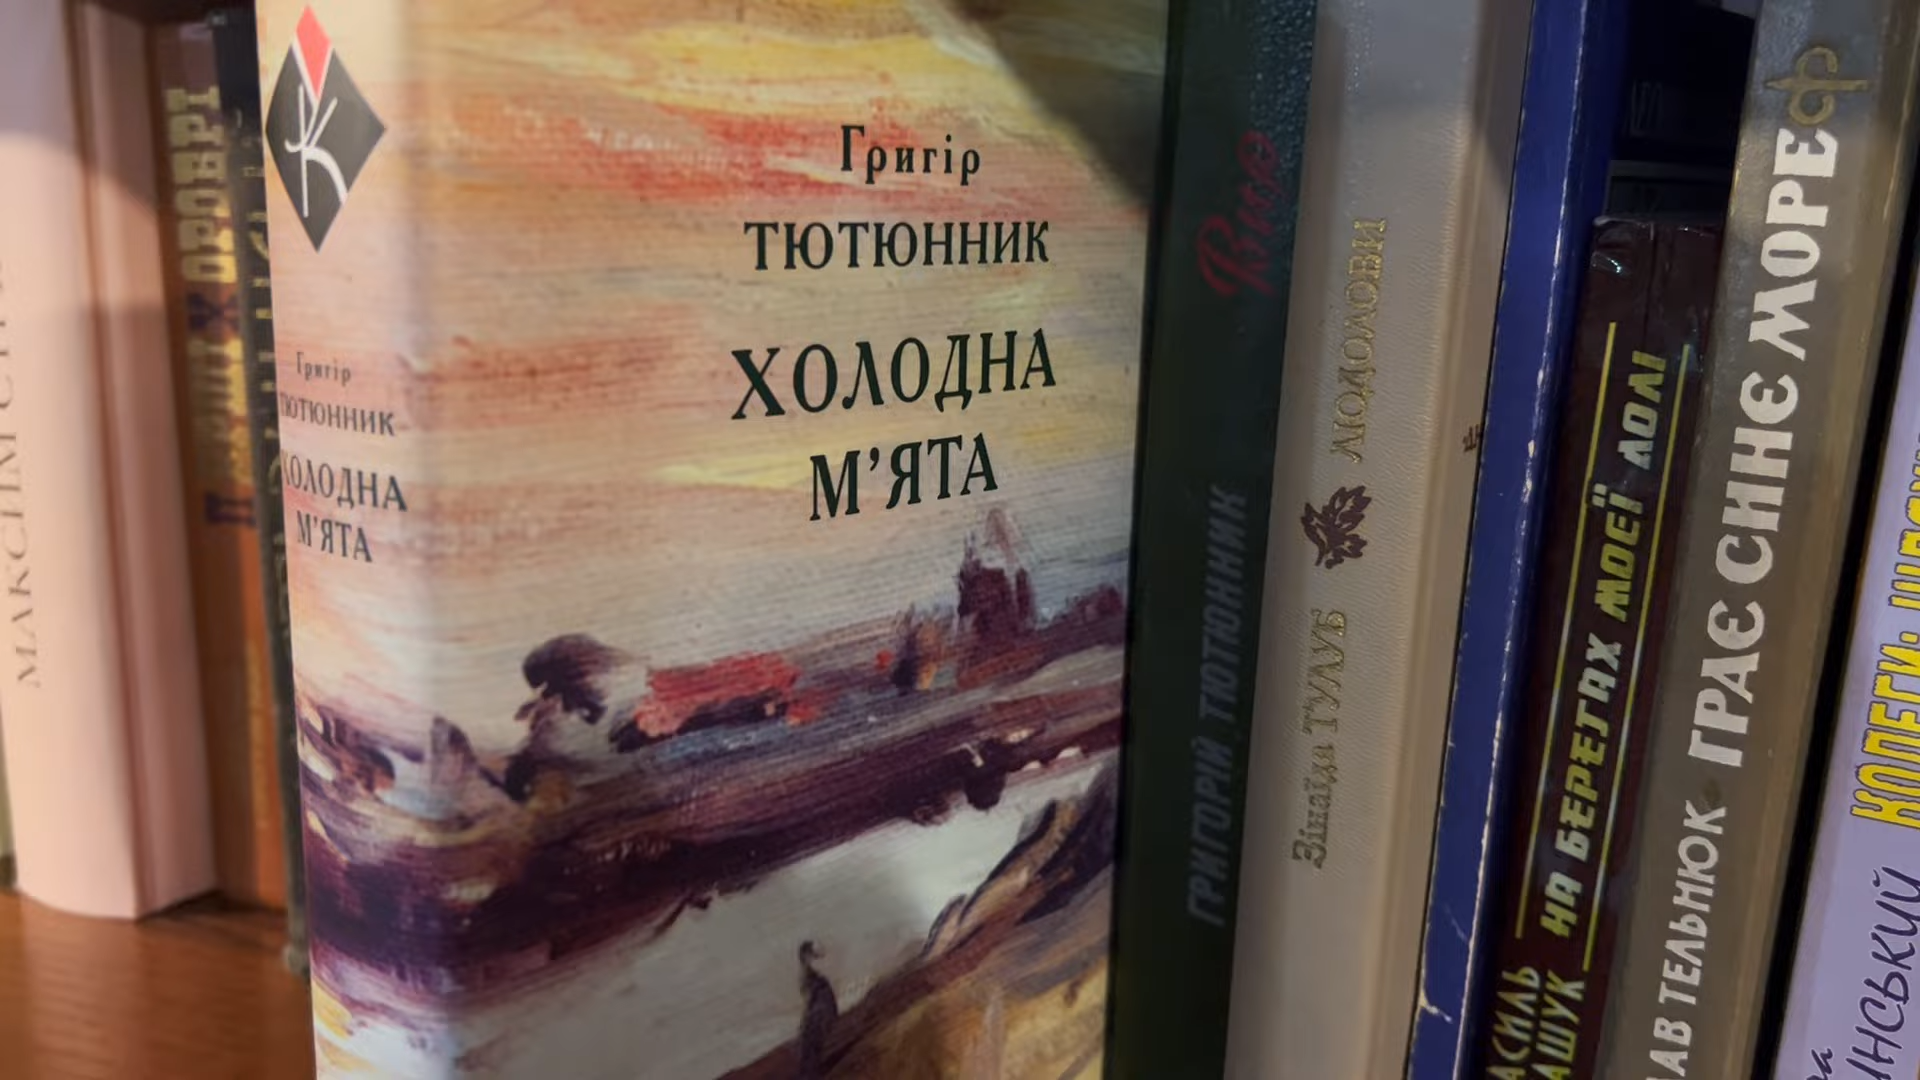 МАКСИМ
К
Григір
ТЮТЮННИК
ХОЛОДНА
М'ЯТА
Григір
ТЮТЮННИК
ХОЛОДНА
М’ЯТА
Вир
ГРИГОРІЙ ТЮТЮННИК
ЛЮДОЛОВИ
Зінаїда ТУЛУБ
НА БЕРЕГАХ МОЄЇ ДОЛІ
ГРАЄ СИНЄ МОРЕ
ТЕЛЬНЮК